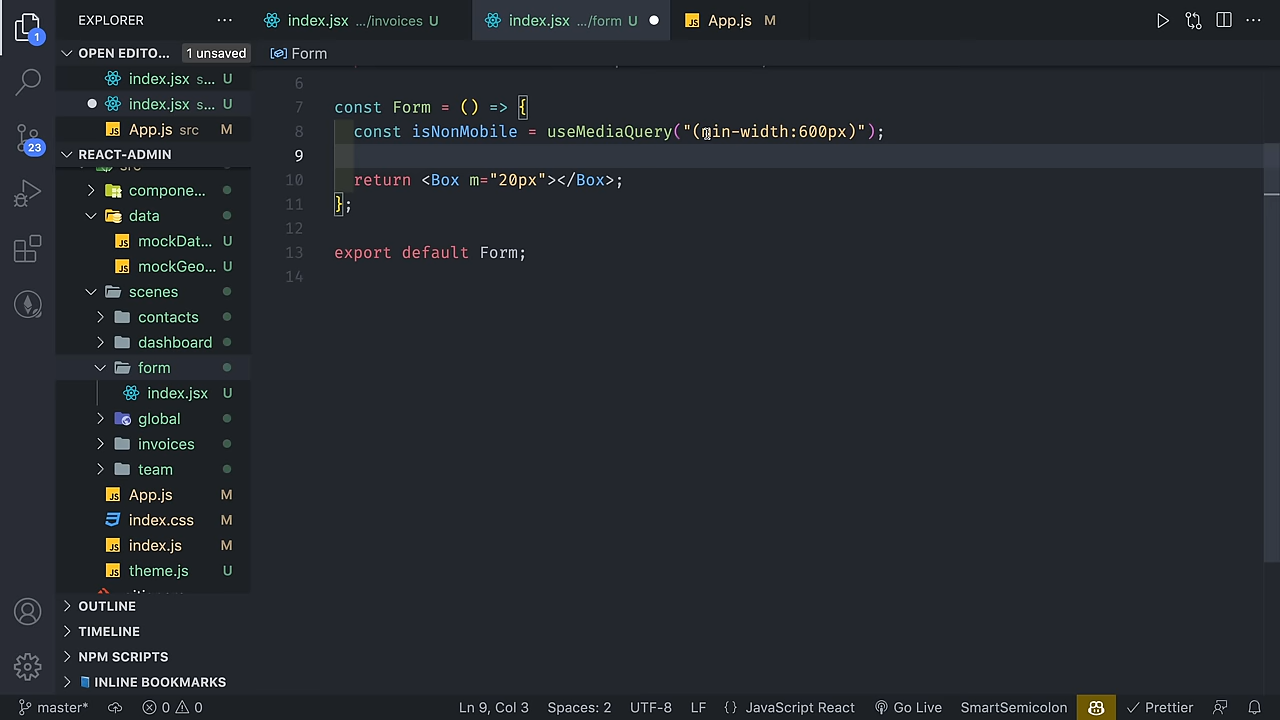 EXPLORER
index.jsx .../invoices U
index.jsx .../form U
App.js M
OPEN EDITO... 1 unsaved
Form
index.jsx s... U
index.jsx s... U
App.js src M
REACT-ADMIN
src
compone...
data
mockDat... U
mockGeo... U
scenes
contacts
dashboard
form
index.jsx U
global
invoices
team
App.js M
index.css M
index.js M
theme.js U
OUTLINE
TIMELINE
NPM SCRIPTS
INLINE BOOKMARKS
1
23
6
7 const Form = () => {
8 const isNonMobile = useMediaQuery("(min-width:600px)");
9
10 return <Box m="20px"></Box>;
11 };
12
13 export default Form;
14
master* 0 0 Ln 9, Col 3 Spaces: 2 UTF-8 LF {} JavaScript React Go Live SmartSemicolon Prettier